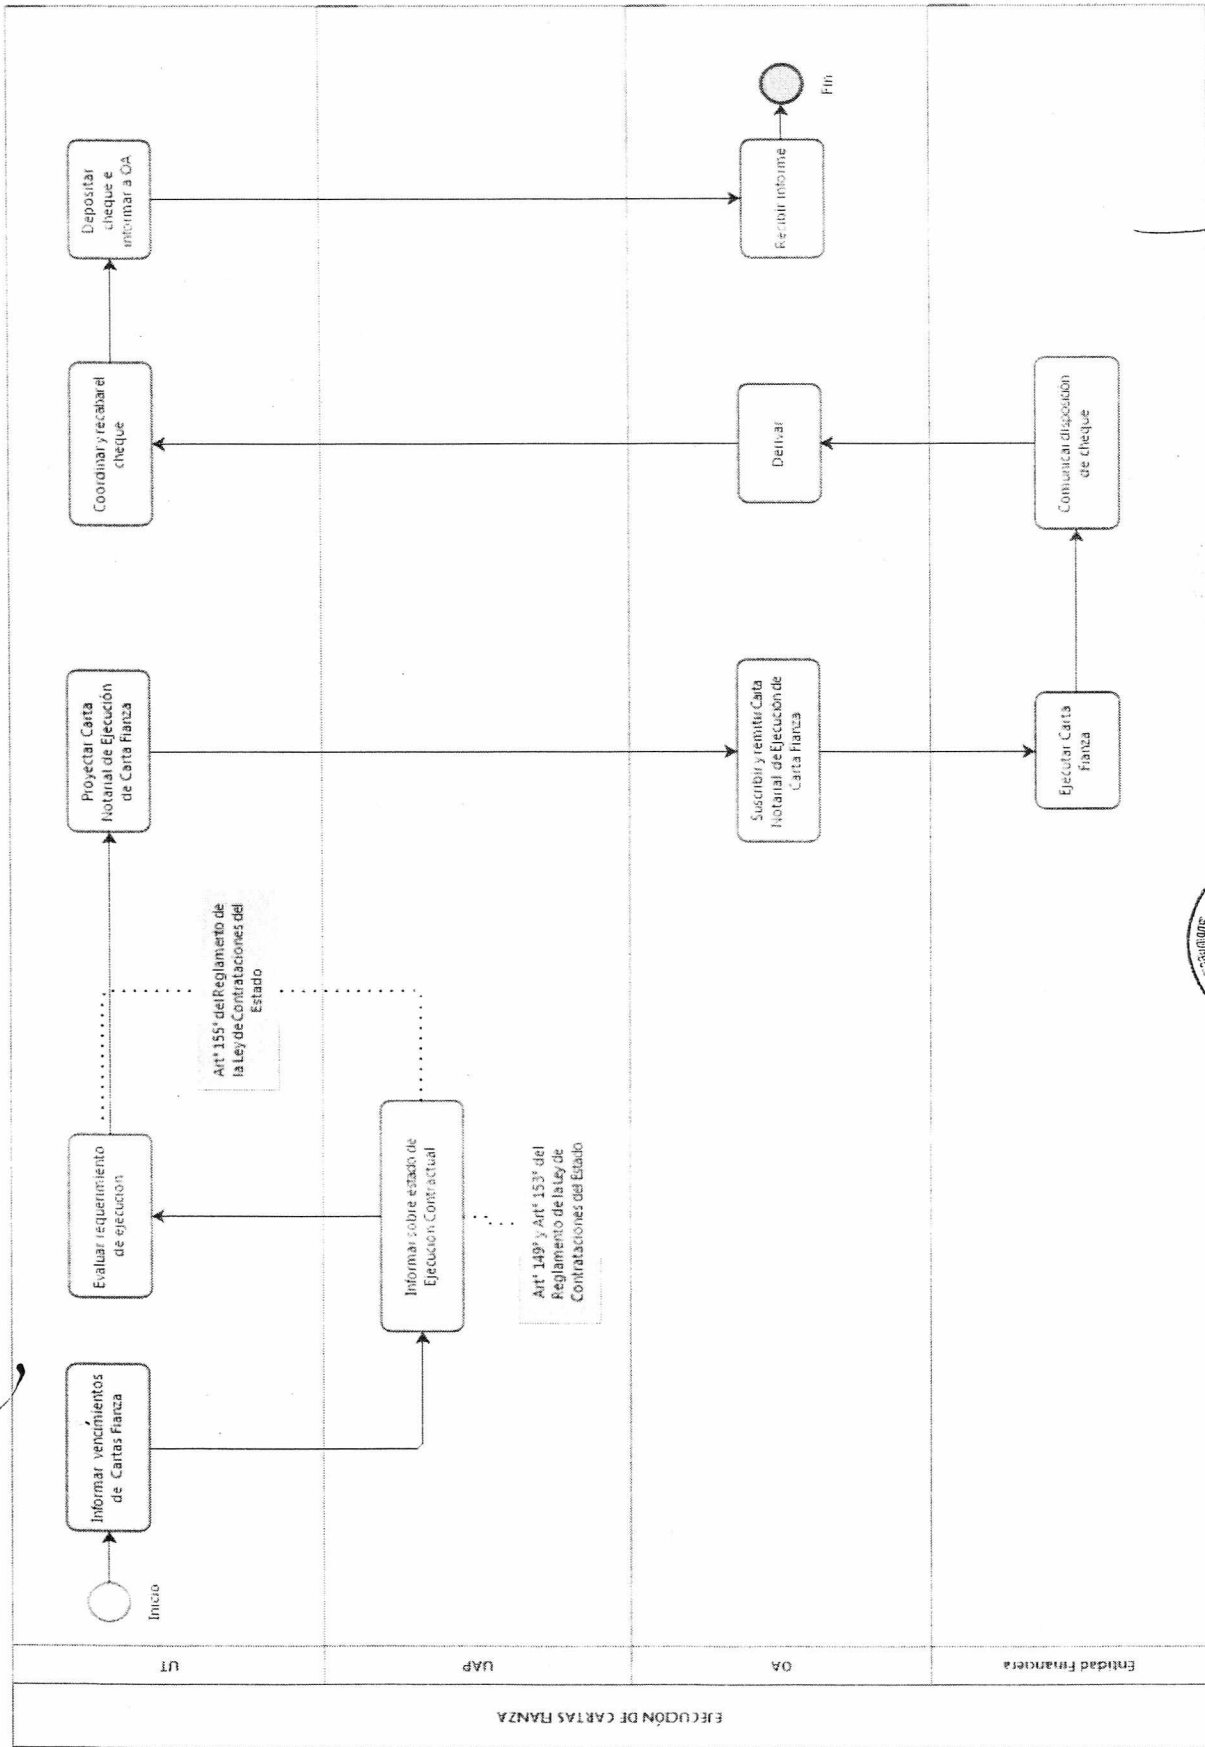 EJECUCIÓN DE CARTAS FIANZA
UT
UAP
OA
Entidad Financiera
Inicio
Informar vencimientos
de Cartas Fianza
Informar sobre estado de
Ejecucion Contractual
Art° 149° y Art° 153° del
Reglamento de la Ley de
Contrataciones del Estado
Evaluar requerimiento
de ejecucion
Art° 155° del Reglamento de
la Ley de Contrataciones del
Estado
Proyectar Carta
Notarial de Ejecución
de Carta Fianza
Suscribir y remitir Carta
Notarial de Ejecución de
Carta Fianza
Ejecutar Carta
Fianza
Comunicar disposición
de cheque
Derivar
Coordinar y recabar el
cheque
Depositar
cheque e
informar a OA
Recibir informe
Fin